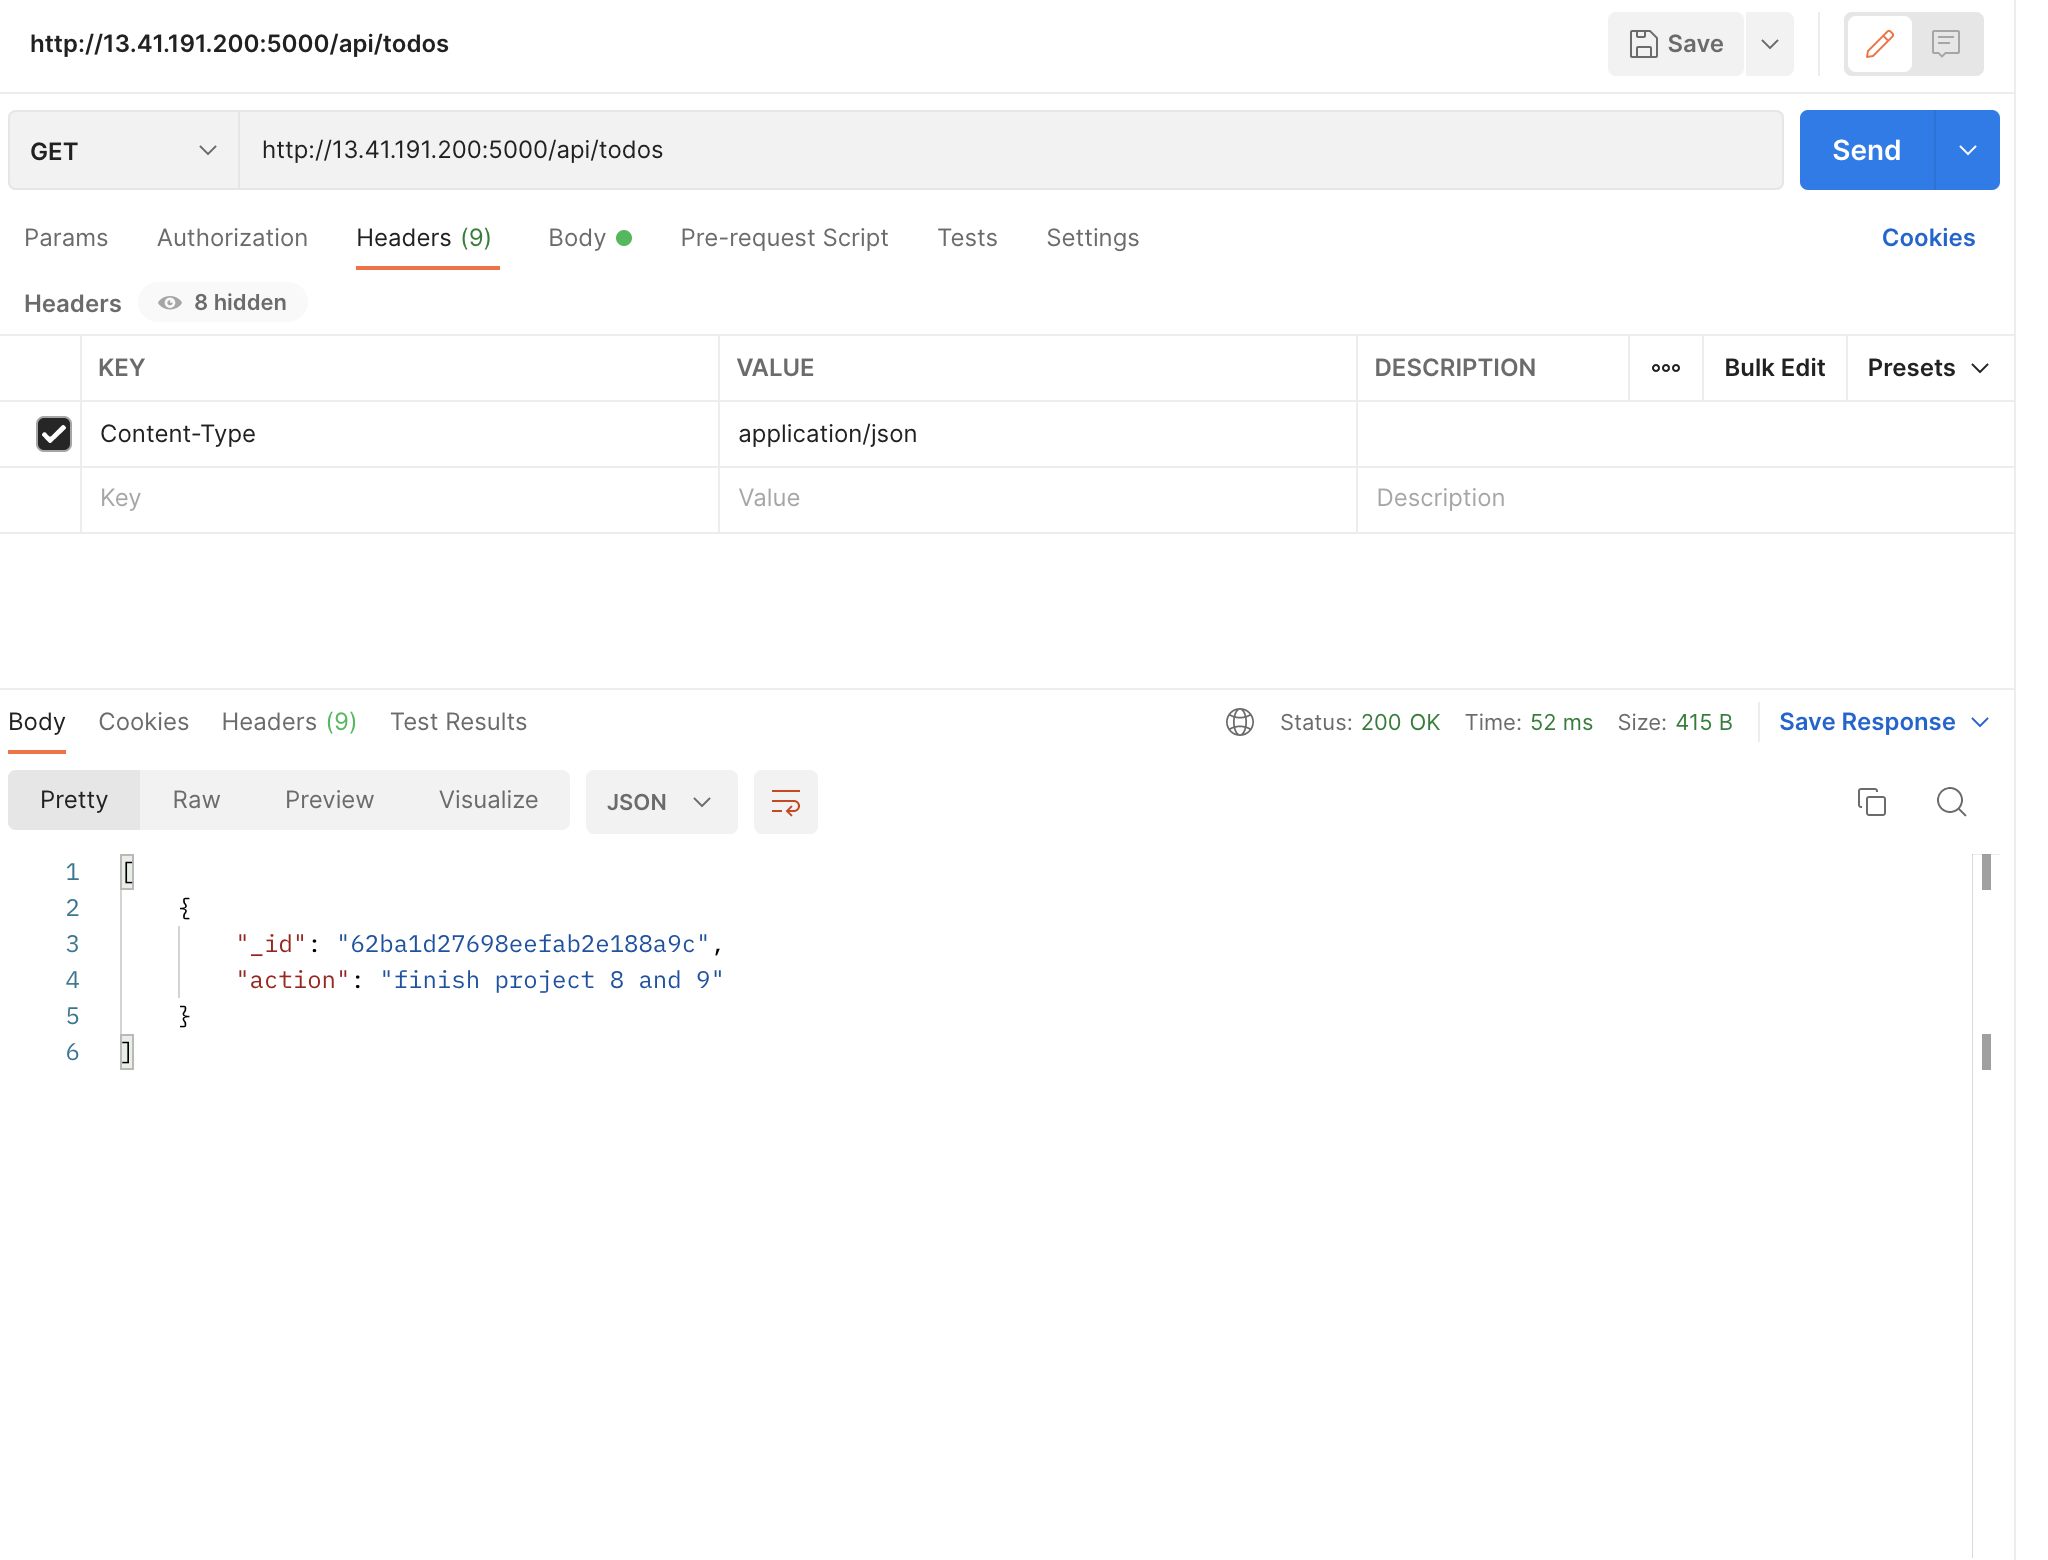 http://13.41.191.200:5000/api/todos
Save
GET
http://13.41.191.200:5000/api/todos
Send
Params Authorization Headers (9) Body Pre-request Script Tests Settings Cookies
Headers 8 hidden
KEY VALUE DESCRIPTION ooo Bulk Edit Presets
Content-Type application/json
Key Value Description
Body Cookies Headers (9) Test Results Status: 200 OK Time: 52 ms Size: 415 B Save Response
Pretty Raw Preview Visualize JSON
1 [
2 {
3 "_id": "62ba1d27698eefab2e188a9c",
4 "action": "finish project 8 and 9"
5 }
6 ]